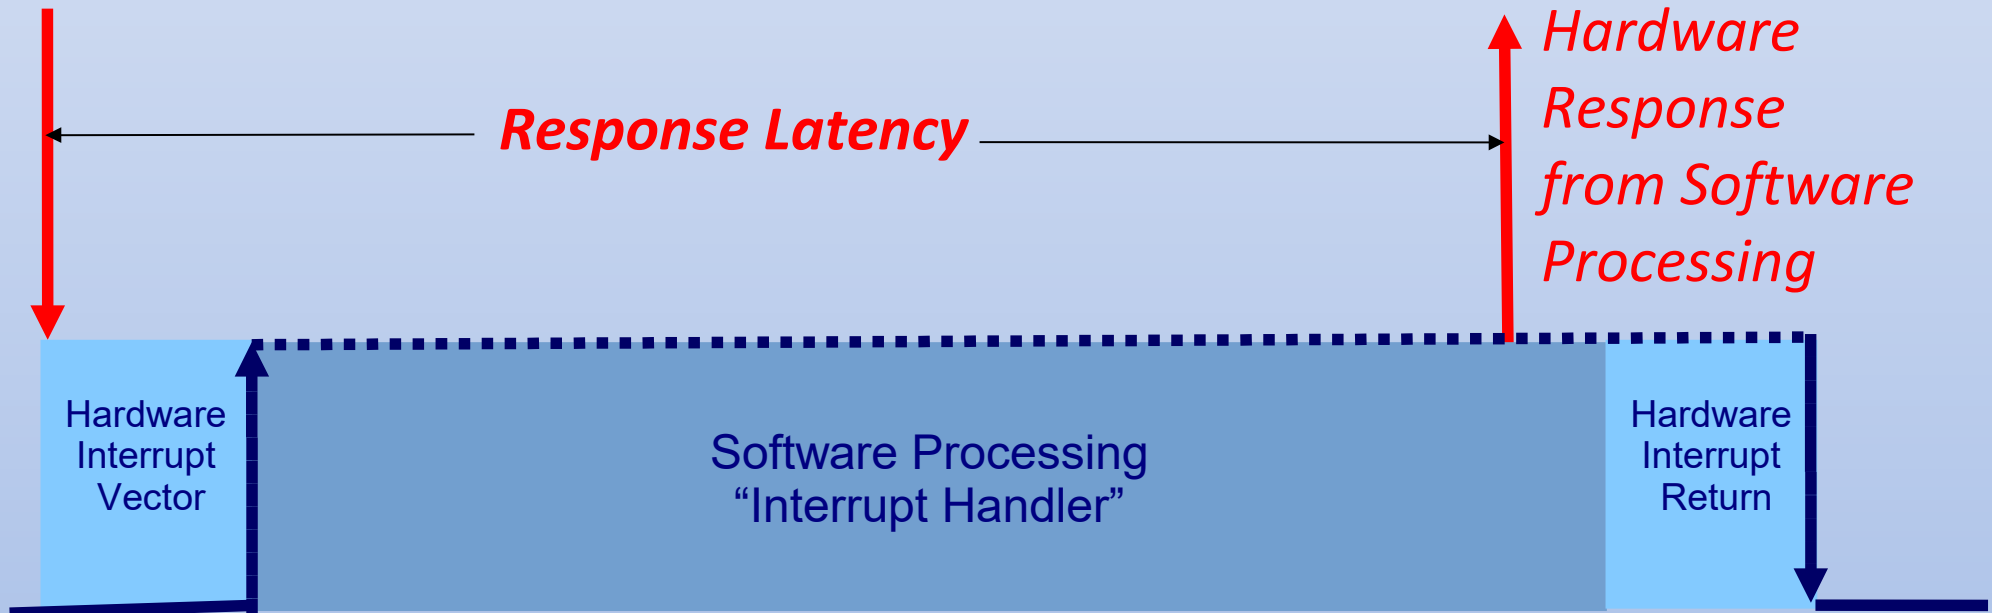 Hardware
Response
from Software
Processing
Response Latency
Hardware
Interrupt
Vector
Software Processing
“Interrupt Handler”
Hardware
Interrupt
Return